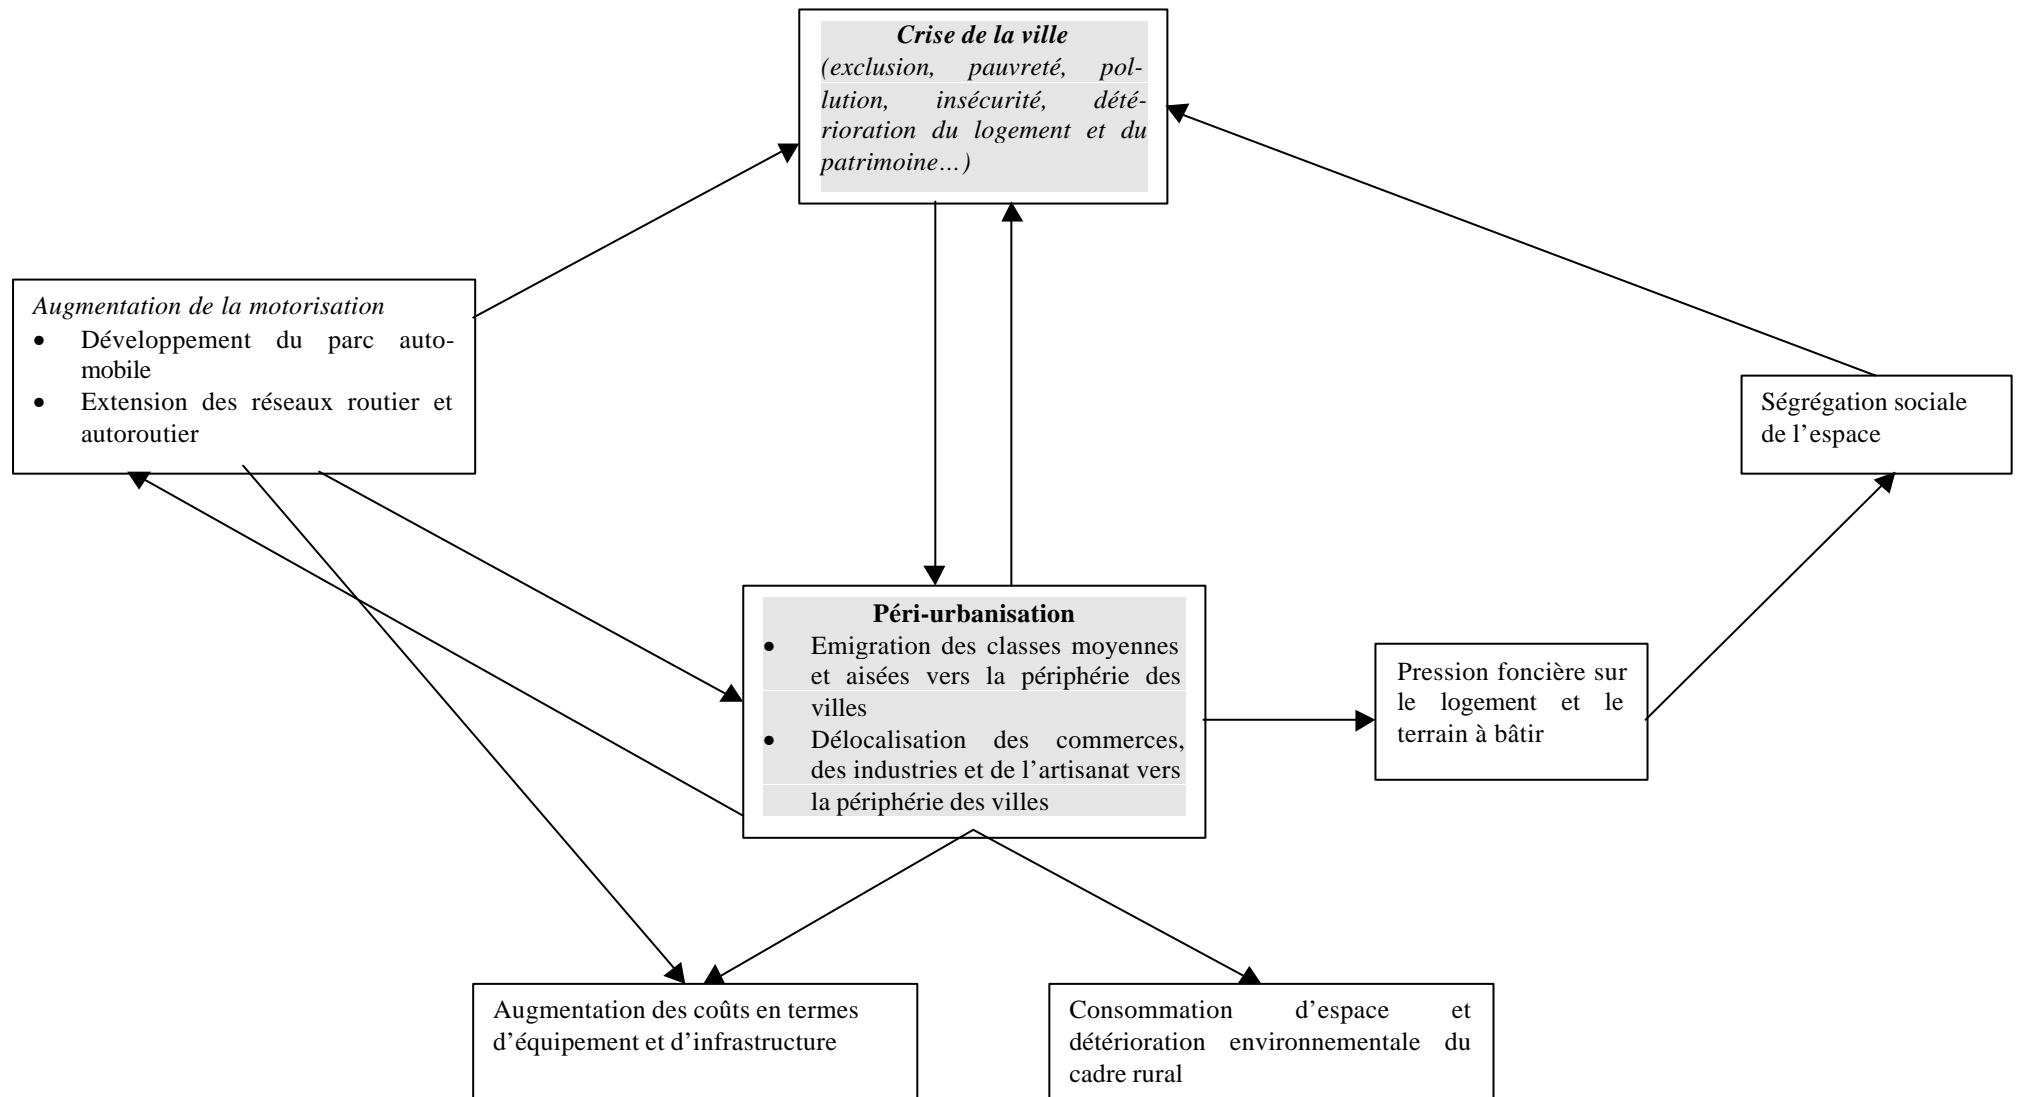 Crise de la ville
(exclusion, pauvreté, pol-
lution, insécurité, dété-
rioration du logement et du
patrimoine…)
Augmentation de la motorisation
• Développement du parc auto-
mobile
• Extension des réseaux routier et
autoroutier
Ségrégation sociale
de l’espace
Péri-urbanisation
• Emigration des classes moyennes
et aisées vers la périphérie des
villes
• Délocalisation des commerces,
des industries et de l’artisanat vers
la périphérie des villes
Pression foncière sur
le logement et le
terrain à bâtir
Augmentation des coûts en termes
d’équipement et d’infrastructure
Consommation d’espace et
détérioration environnementale du
cadre rural